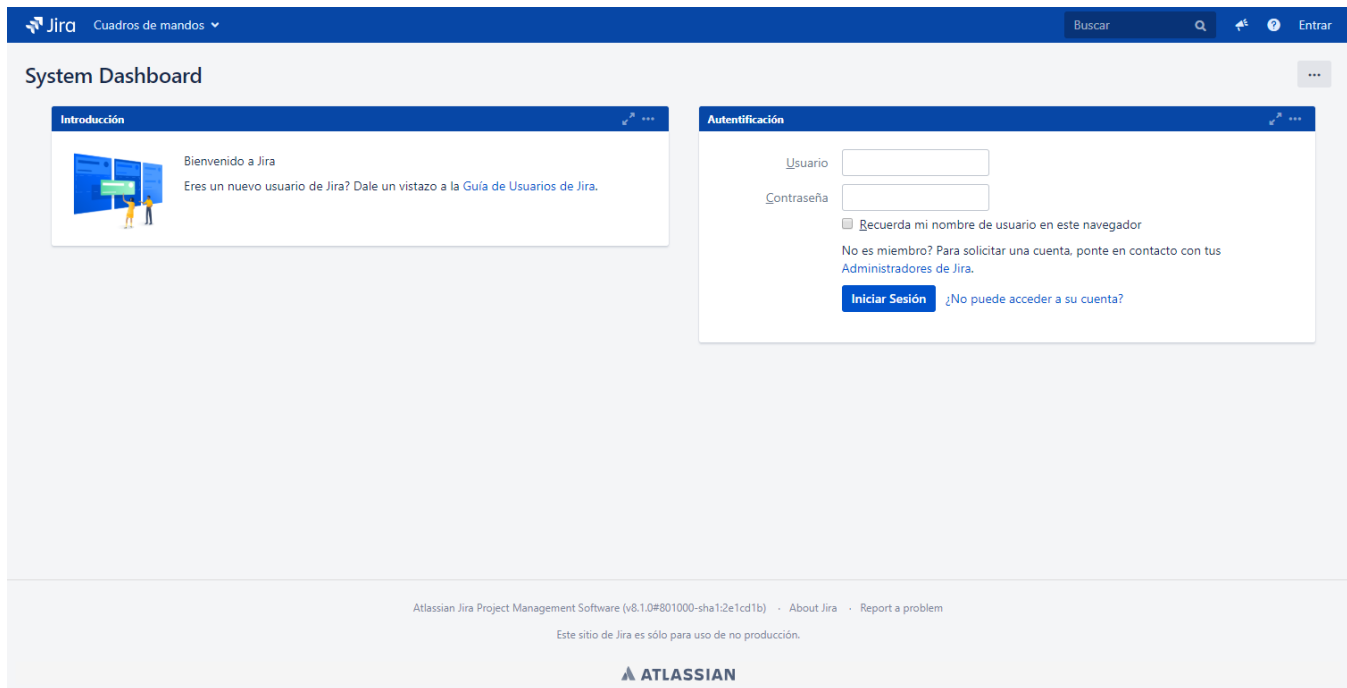 Jira Cuadros de mandos Buscar Entrar
System Dashboard
Introducción
Bienvenido a Jira
Eres un nuevo usuario de Jira? Dale un vistazo a la Guía de Usuarios de Jira.
Autentificación
Usuario
Contraseña
Recuerda mi nombre de usuario en este navegador
No es miembro? Para solicitar una cuenta, ponte en contacto con tus
Administradores de Jira.
Iniciar Sesión ¿No puede acceder a su cuenta?
Atlassian Jira Project Management Software (v8.1.0#801000-sha1:2e1cd1b) · About Jira · Report a problem
Este sitio de Jira es sólo para uso de no producción.
ATLASSIAN